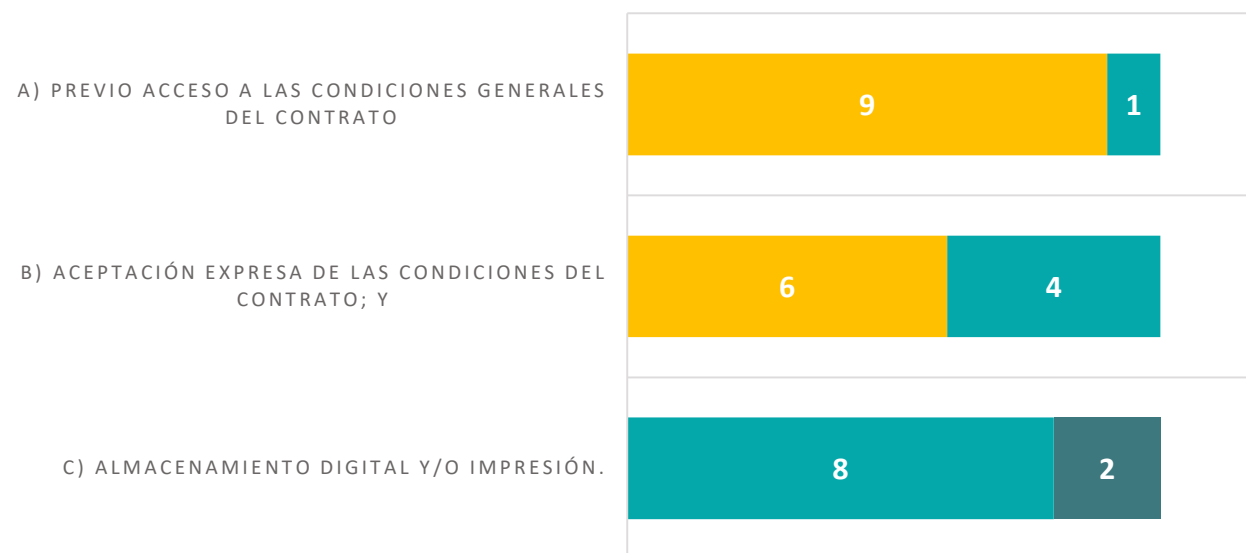 A) PREVIO ACCESO A LAS CONDICIONES GENERALES
DEL CONTRATO
9 1
B) ACEPTACIÓN EXPRESA DE LAS CONDICIONES DEL
CONTRATO; Y
6 4
C) ALMACENAMIENTO DIGITAL Y/O IMPRESIÓN.
8 2